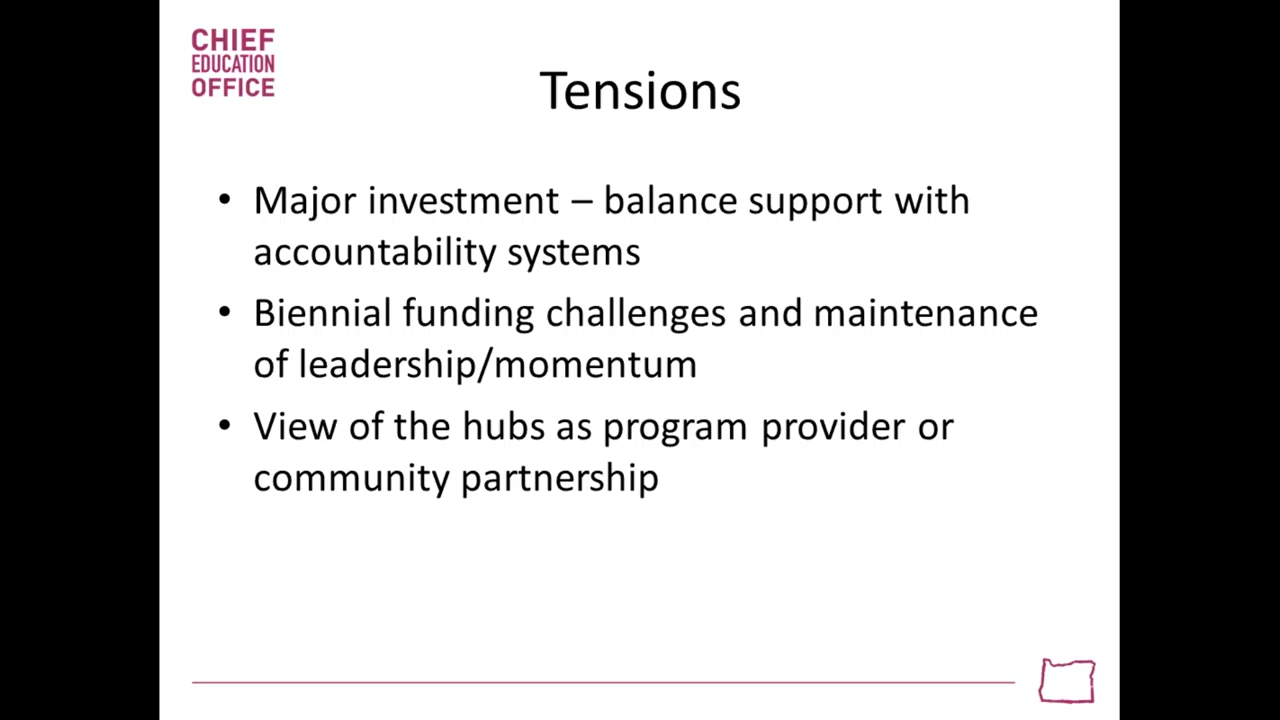 CHIEF
EDUCATION
OFFICE
Tensions
• Major investment – balance support with
accountability systems
• Biennial funding challenges and maintenance
of leadership/momentum
• View of the hubs as program provider or
community partnership